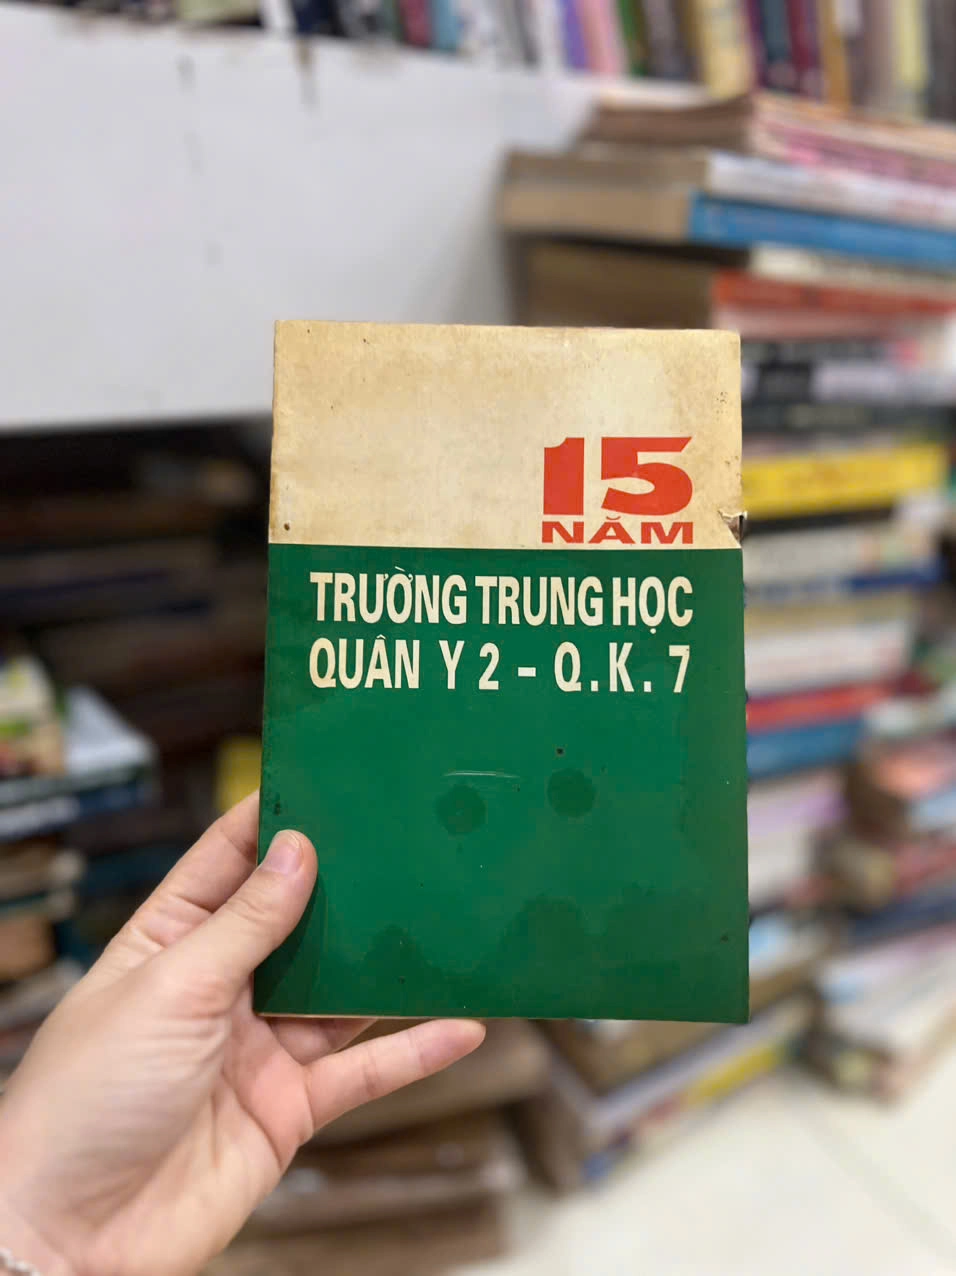 15
NĂM
TRƯỜNG TRUNG HỌC
QUÂN Y 2 - Q.K.7